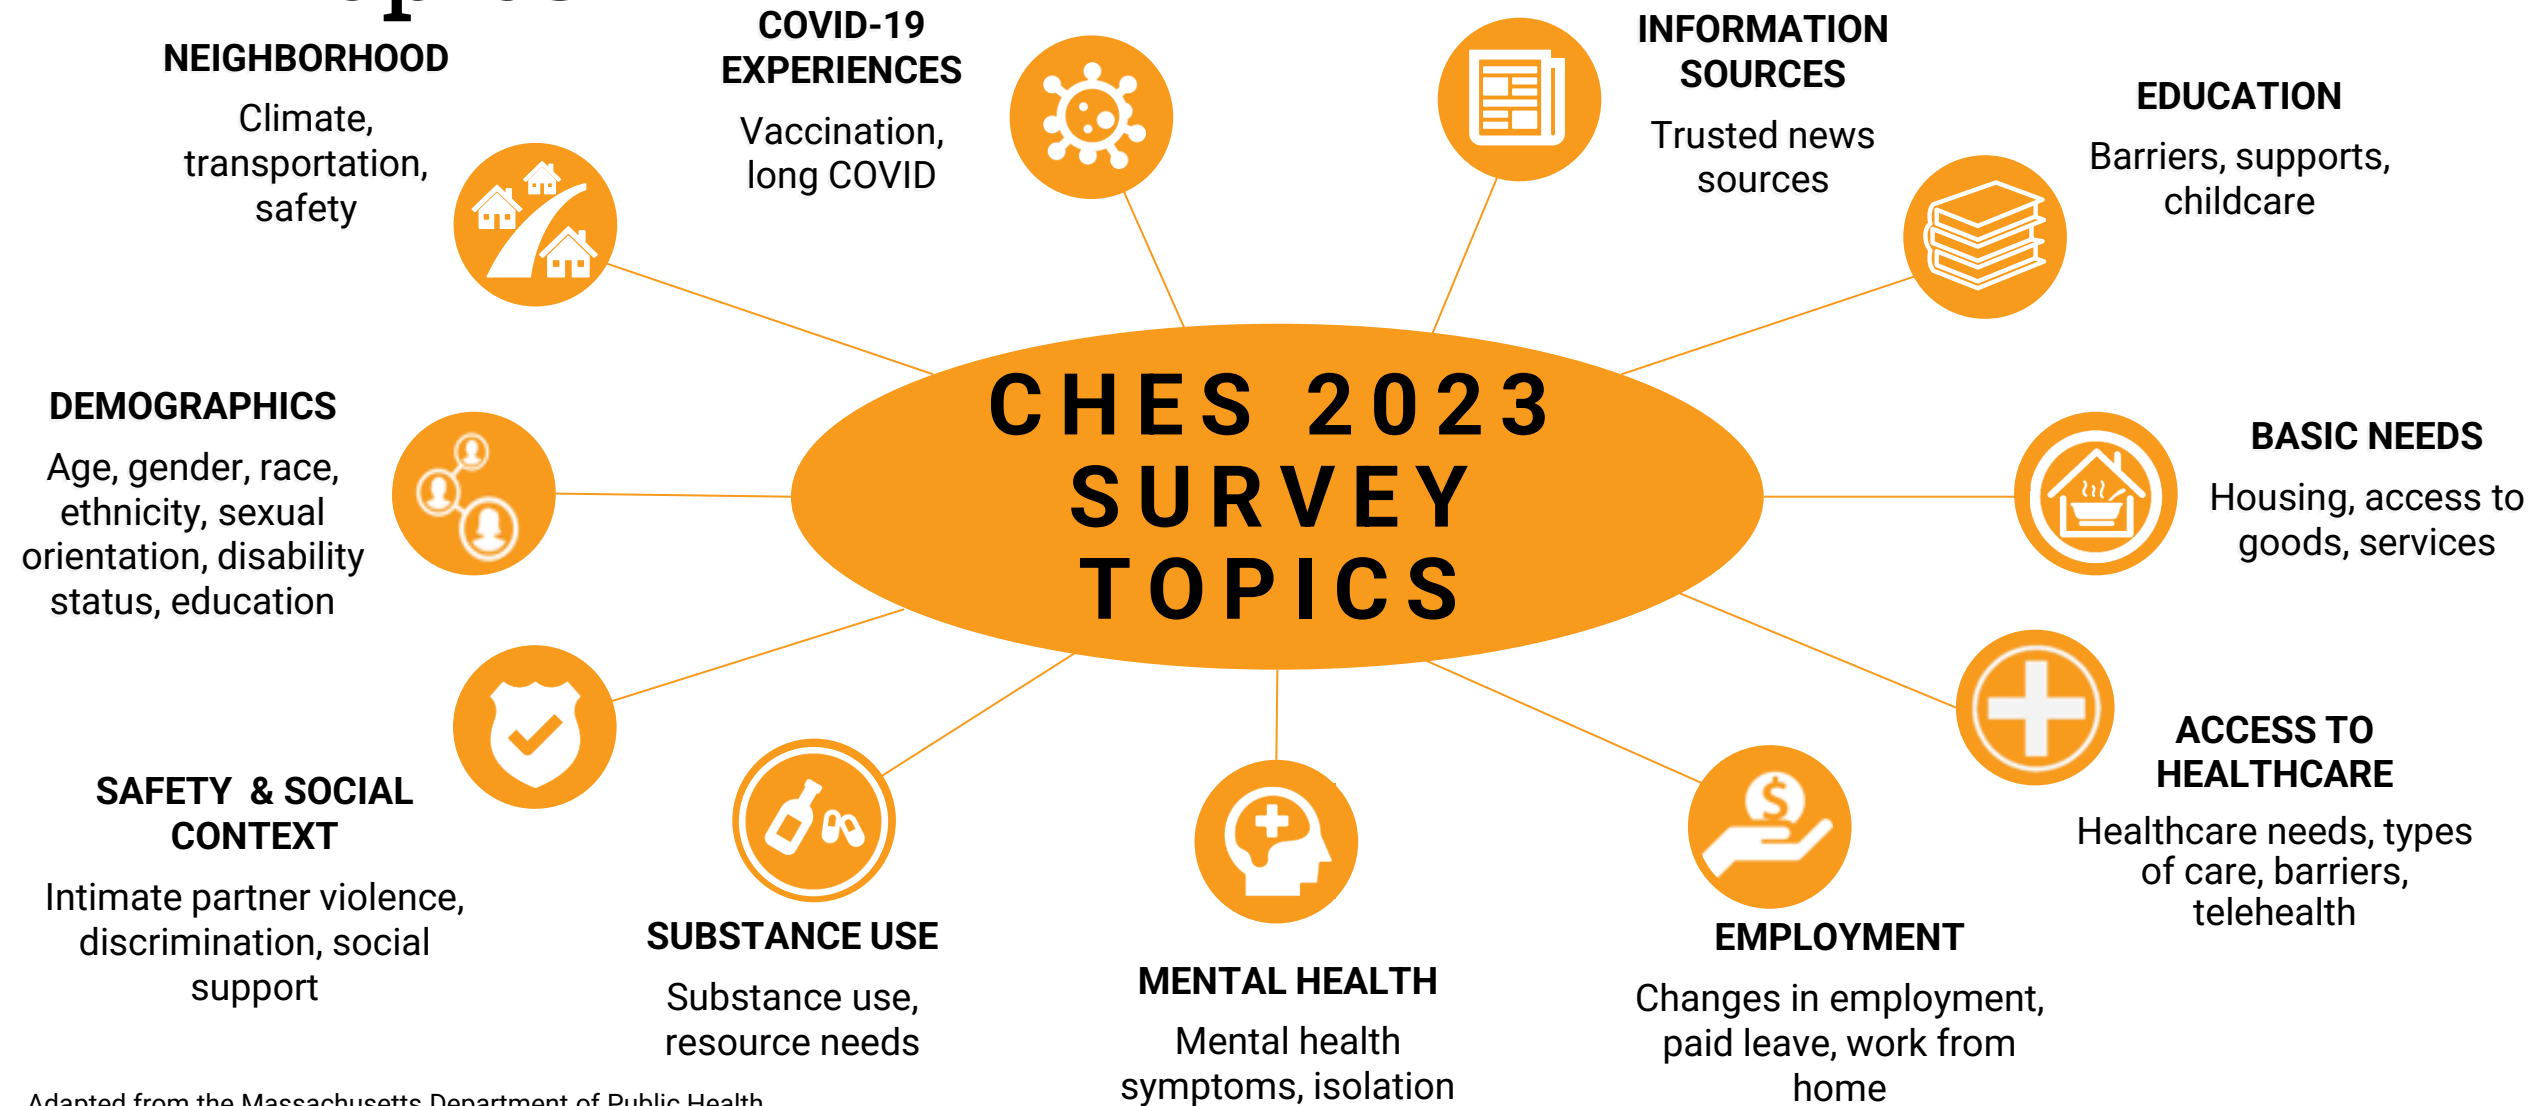 NEIGHBORHOOD
Climate,
transportation,
safety
COVID-19
EXPERIENCES
Vaccination,
long COVID
INFORMATION
SOURCES
Trusted news
sources
EDUCATION
Barriers, supports,
childcare
CHES 2023
SURVEY
TOPICS
DEMOGRAPHICS
Age, gender, race,
ethnicity, sexual
orientation, disability
status, education
BASIC NEEDS
Housing, access to
goods, services
SAFETY & SOCIAL
CONTEXT
Intimate partner violence,
discrimination, social
support
SUBSTANCE USE
Substance use,
resource needs
MENTAL HEALTH
Mental health
symptoms, isolation
$
EMPLOYMENT
Changes in employment,
paid leave, work from
home
ACCESS TO
HEALTHCARE
Healthcare needs, types
of care, barriers,
telehealth
Adapted from the Massachusetts Department of Public Health